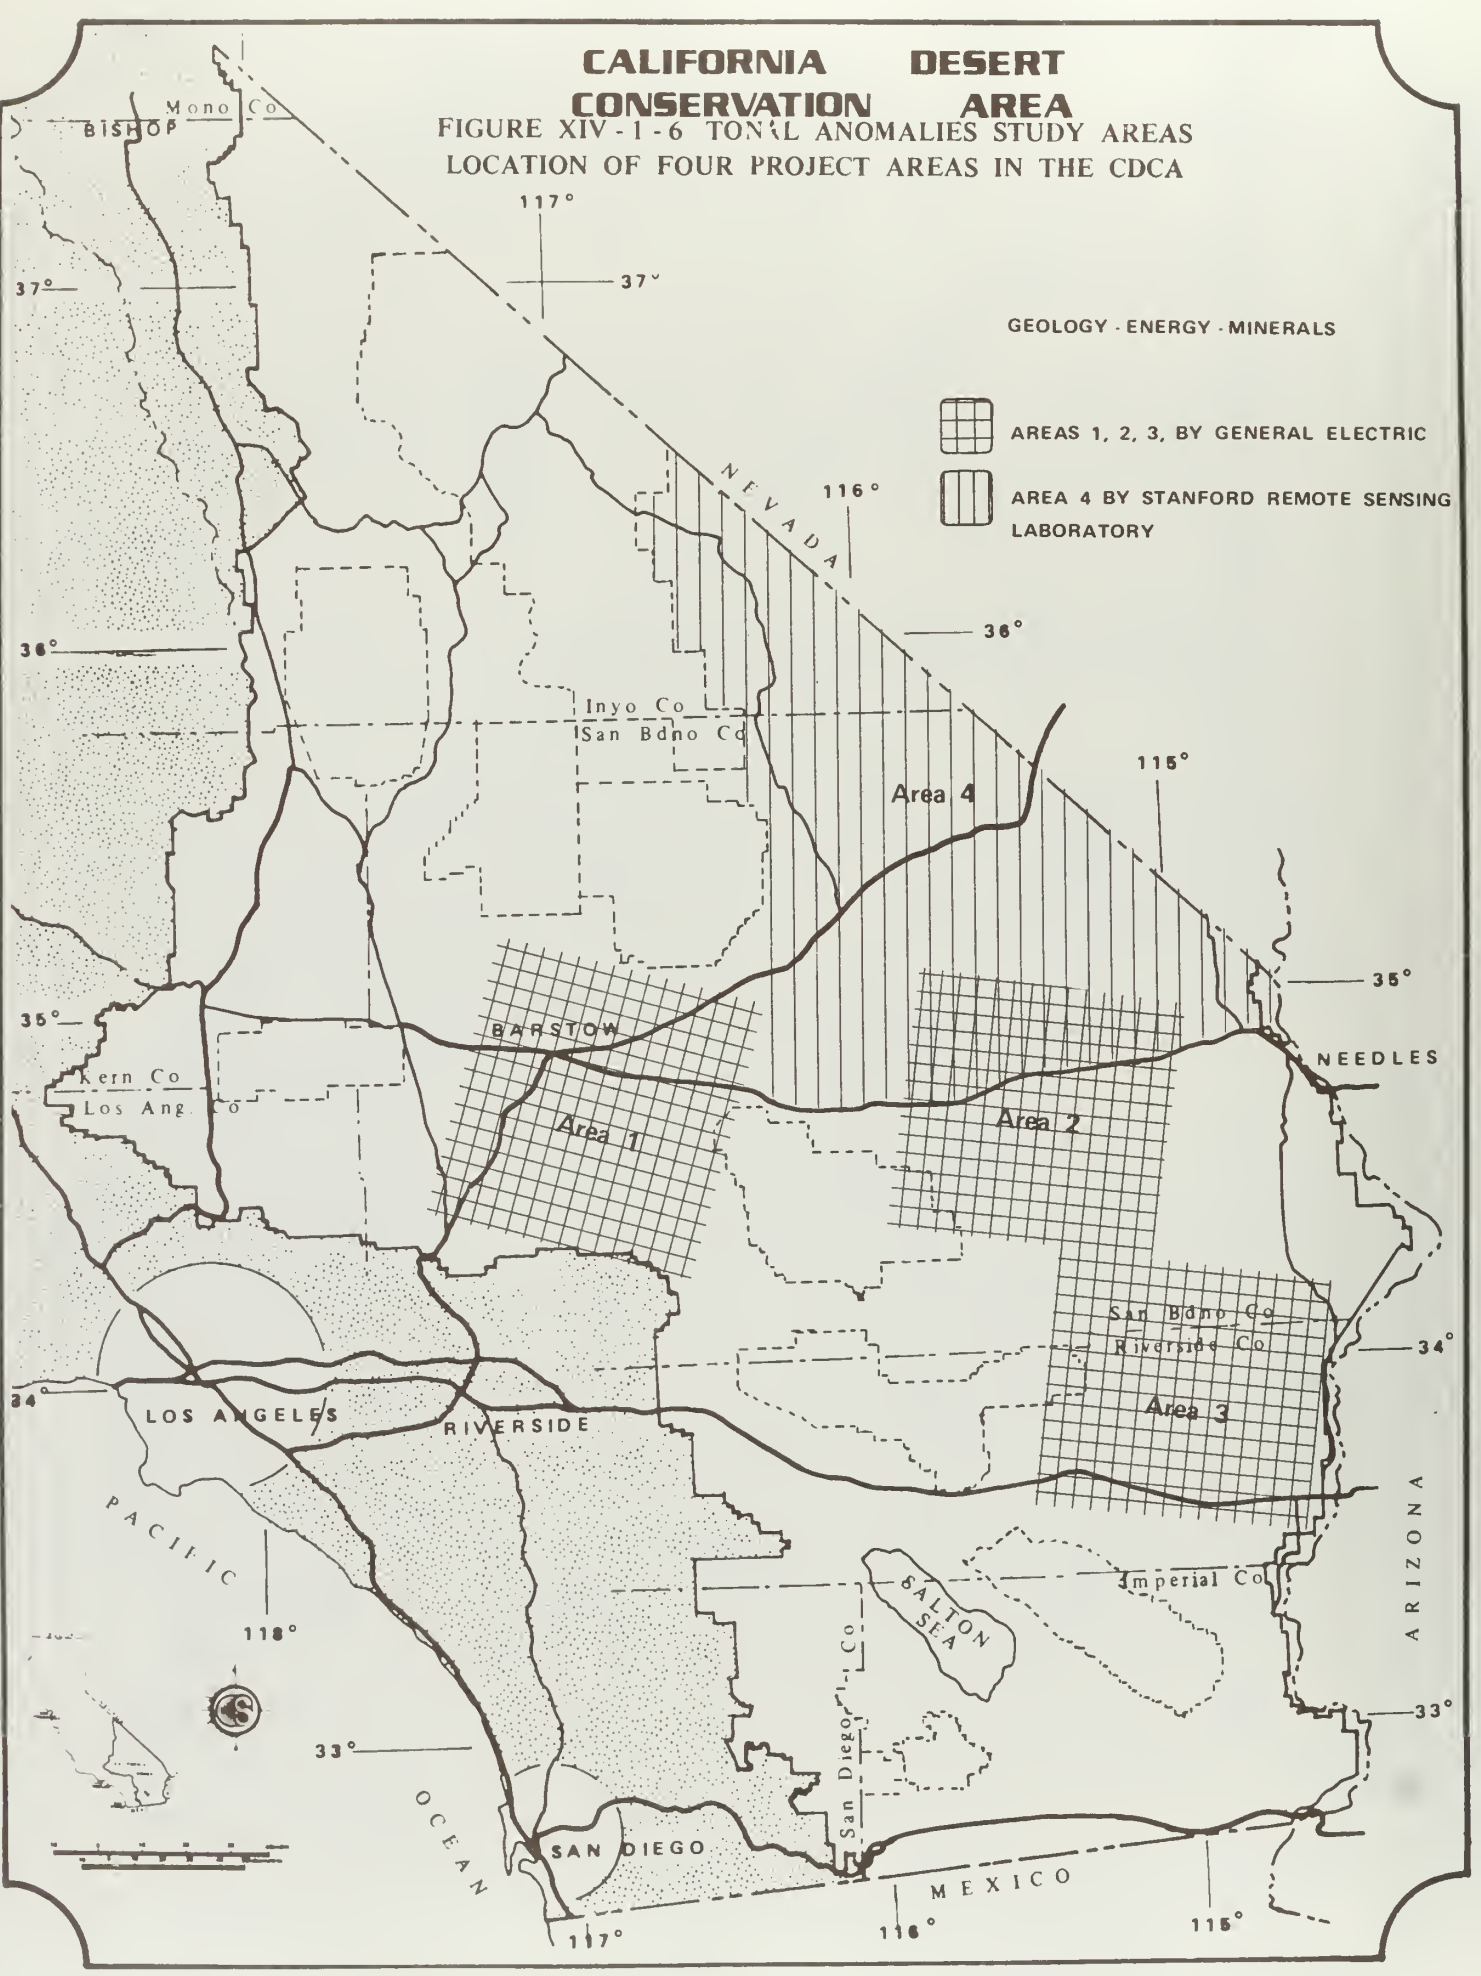 CALIFORNIA DESERT
CONSERVATION AREA
FIGURE XIV-1-6 TONAL ANOMALIES STUDY AREAS
LOCATION OF FOUR PROJECT AREAS IN THE CDCA
Mono Co
BISHOP
117°
37°
37°
GEOLOGY - ENERGY - MINERALS
AREAS 1, 2, 3, BY GENERAL ELECTRIC
AREA 4 BY STANFORD REMOTE SENSING
LABORATORY
NEVADA
116°
36°
36°
Inyo Co
San Bdno Co
115°
Area 4
35°
35°
BARSTOW
NEEDLES
Kern Co
Los Ang. Co
Area 1
Area 2
San Bdno Co
Riverside Co
34°
34°
LOS ANGELES
RIVERSIDE
Area 3
PACIFIC
ARIZONA
Imperial Co
SALTON
SEA
118°
San Diego Co
33°
33°
OCEAN
SAN DIEGO
MEXICO
117°
116°
115°